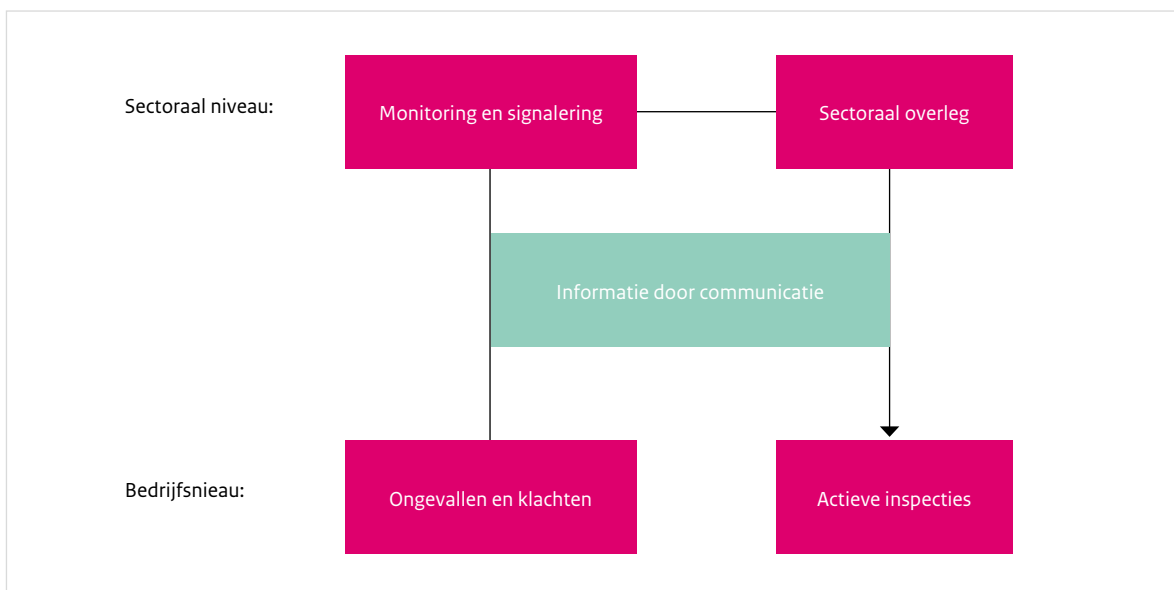 Sectoraal niveau:
Monitoring en signalering
Sectoraal overleg
Informatie door communicatie
Bedrijfsnieau:
Ongevallen en klachten
Actieve inspecties